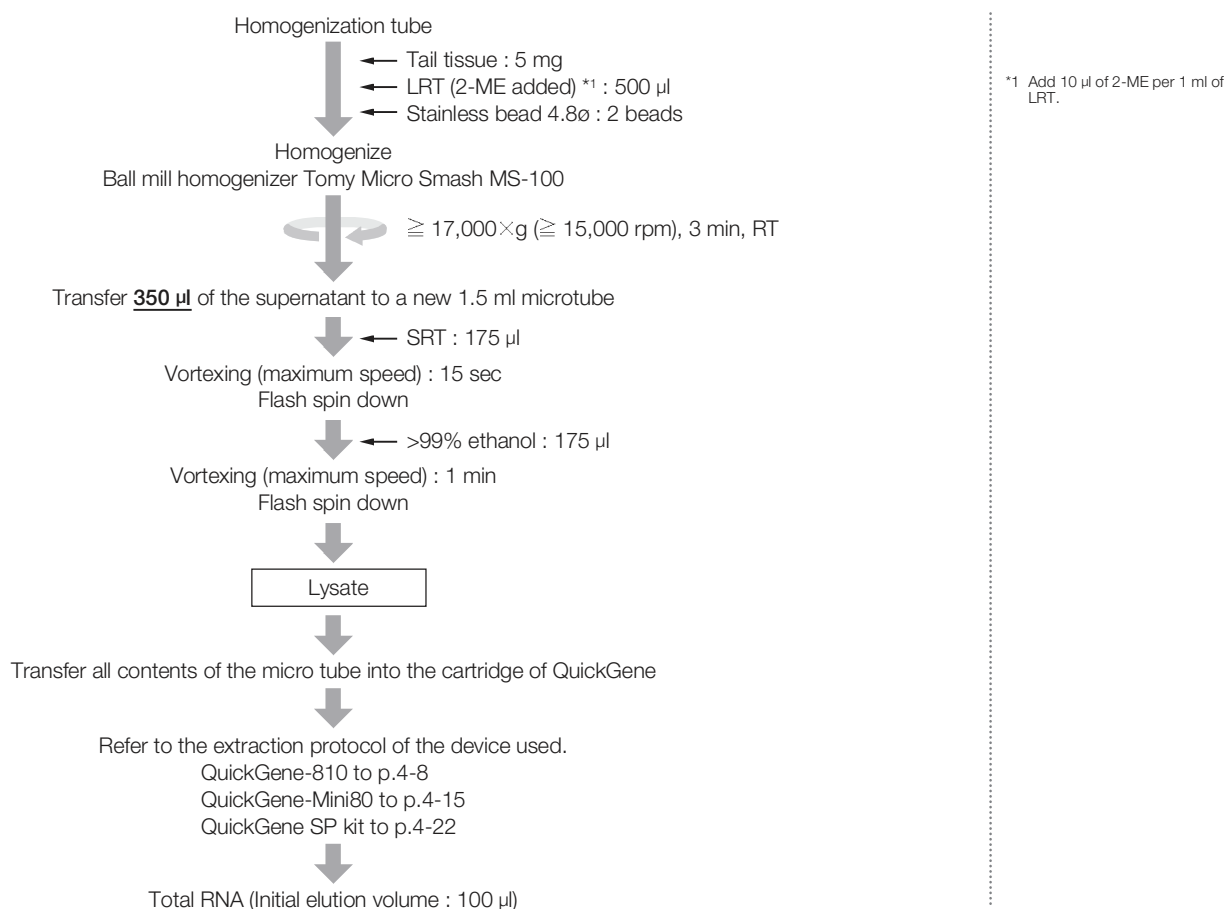 Homogenization tube
Tail tissue : 5 mg
LRT (2-ME added) *1 : 500 µl
Stainless bead 4.8ø : 2 beads
Homogenize
Ball mill homogenizer Tomy Micro Smash MS-100
≧ 17,000×g (≧ 15,000 rpm), 3 min, RT
Transfer 350 µl of the supernatant to a new 1.5 ml microtube
SRT : 175 µl
Vortexing (maximum speed) : 15 sec
Flash spin down
>99% ethanol : 175 µl
Vortexing (maximum speed) : 1 min
Flash spin down
Lysate
Transfer all contents of the micro tube into the cartridge of QuickGene
Refer to the extraction protocol of the device used.
QuickGene-810 to p.4-8
QuickGene-Mini80 to p.4-15
QuickGene SP kit to p.4-22
Total RNA (Initial elution volume : 100 µl)
*1 Add 10 µl of 2-ME per 1 ml of
LRT.